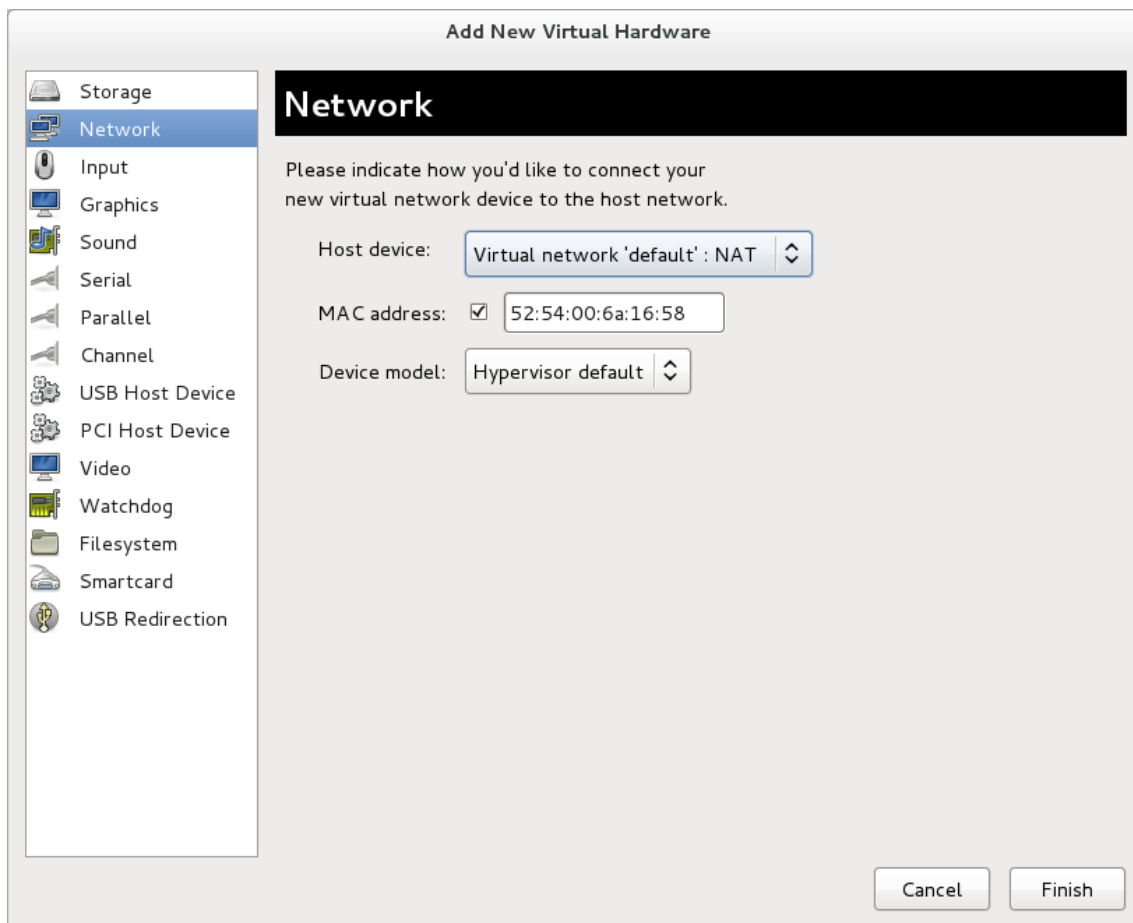 Add New Virtual Hardware
Storage
Network
Input
Graphics
Sound
Serial
Parallel
Channel
USB Host Device
PCI Host Device
Video
Watchdog
Filesystem
Smartcard
USB Redirection
Network
Please indicate how you'd like to connect your
new virtual network device to the host network.
Host device: Virtual network 'default' : NAT
MAC address: 52:54:00:6a:16:58
Device model: Hypervisor default
Cancel Finish